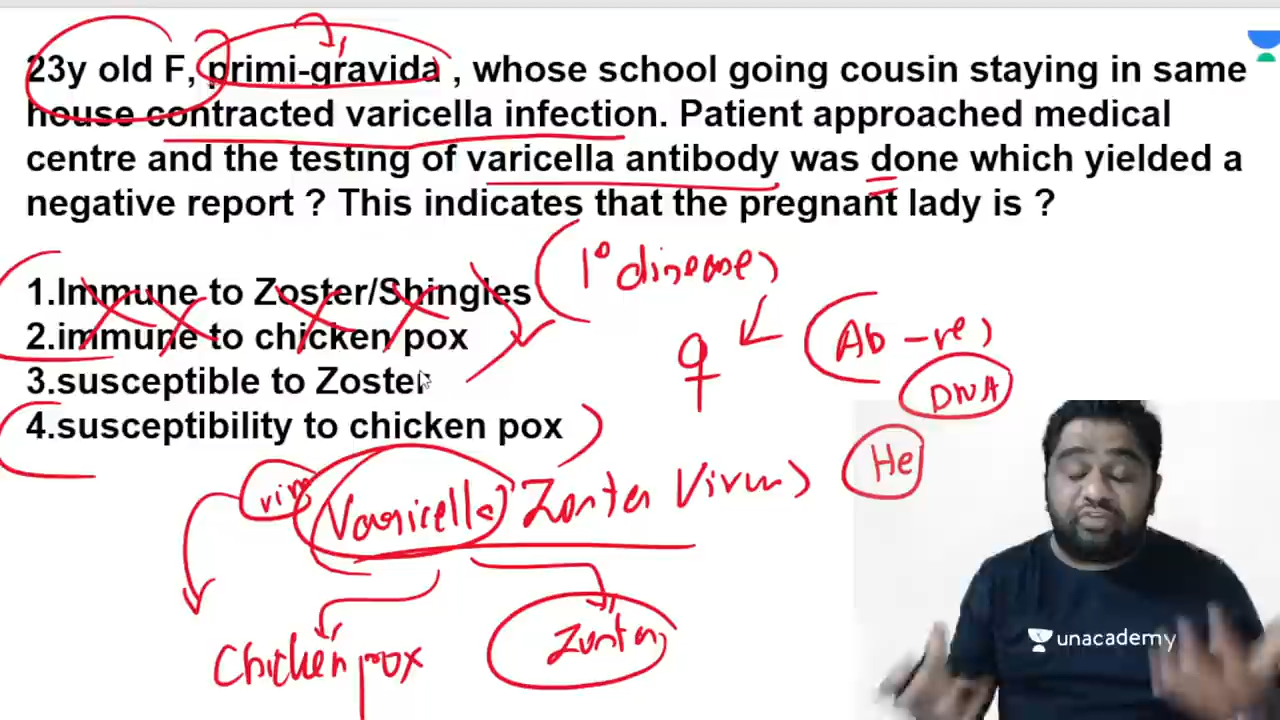 23y old F, primi-gravida , whose school going cousin staying in same
house contracted varicella infection. Patient approached medical
centre and the testing of varicella antibody was done which yielded a
negative report ? This indicates that the pregnant lady is ?
1.Immune to Zoster/Shingles
2.immune to chicken pox
3.susceptible to Zoster
4.susceptibility to chicken pox
1° disease
Ab -ve
DNA
He
Varicella Zoster Virus
Chicken pox
Zoster
unacademy